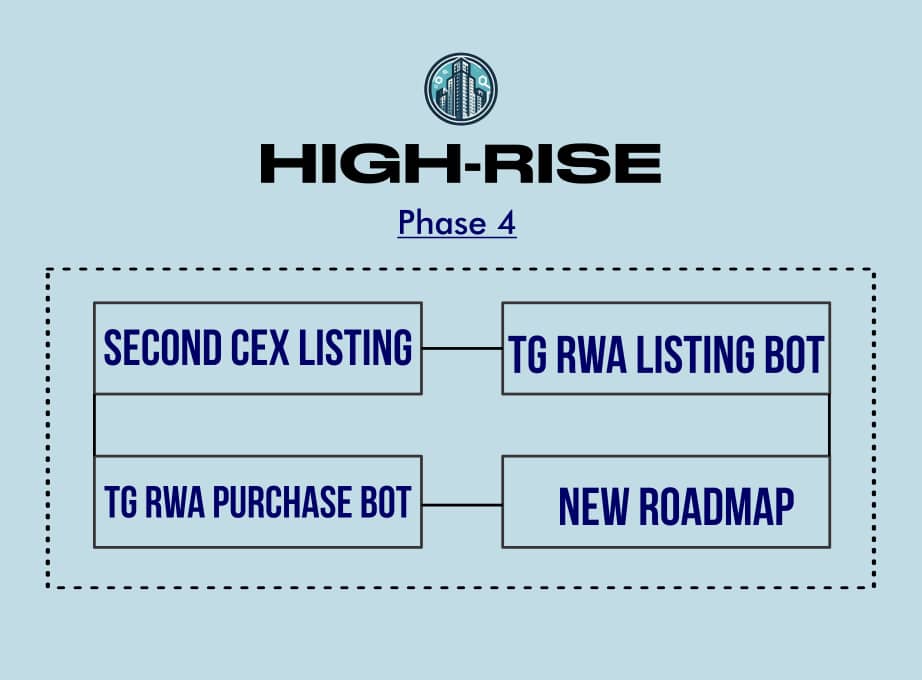 HIGH-RISE
Phase 4
SECOND CEX LISTING
TG RWA LISTING BOT
TG RWA PURCHASE BOT
NEW ROADMAP